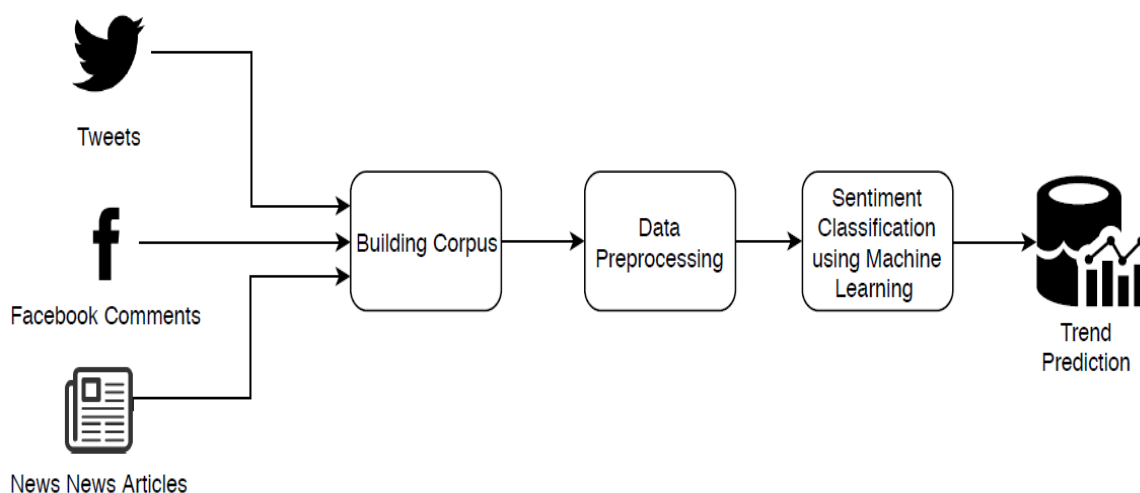 Tweets
Facebook Comments
News News Articles
Building Corpus
Data
Preprocessing
Sentiment
Classification
using Machine
Learning
Trend
Prediction